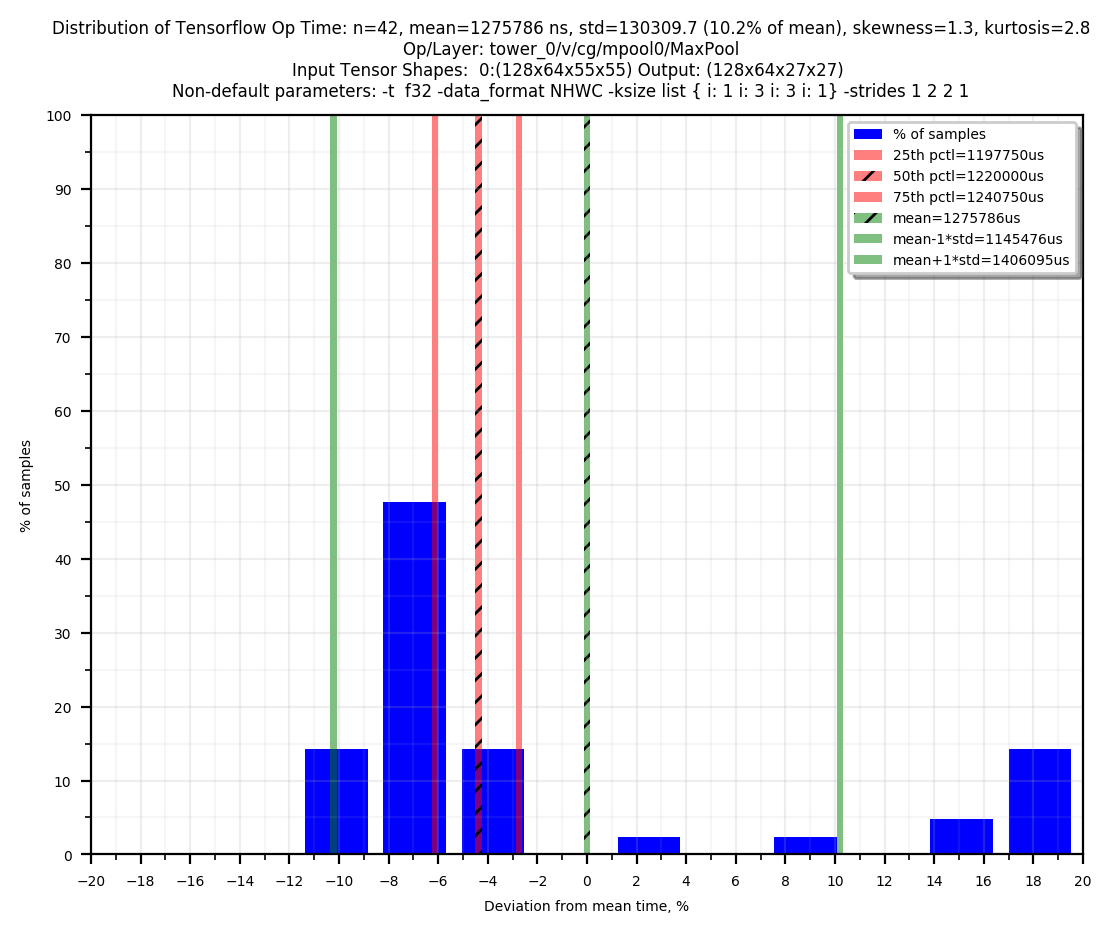 Distribution of Tensorflow Op Time: n=42, mean=1275786 ns, std=130309.7 (10.2% of mean), skewness=1.3, kurtosis=2.8
Op/Layer: tower_0/v/cg/mpool0/MaxPool
Input Tensor Shapes:  0:(128x64x55x55) Output: (128x64x27x27)
Non-default parameters: -t  f32 -data_format NHWC -ksize list { i: 1 i: 3 i: 3 i: 1} -strides 1 2 2 1
% of samples
25th pctl=1197750us
50th pctl=1220000us
75th pctl=1240750us
mean=1275786us
mean-1*std=1145476us
mean+1*std=1406095us
100
90
80
70
60
50
40
30
20
10
0
% of samples
−20 −18 −16 −14 −12 −10 −8 −6 −4 −2 0 2 4 6 8 10 12 14 16 18 20
Deviation from mean time, %